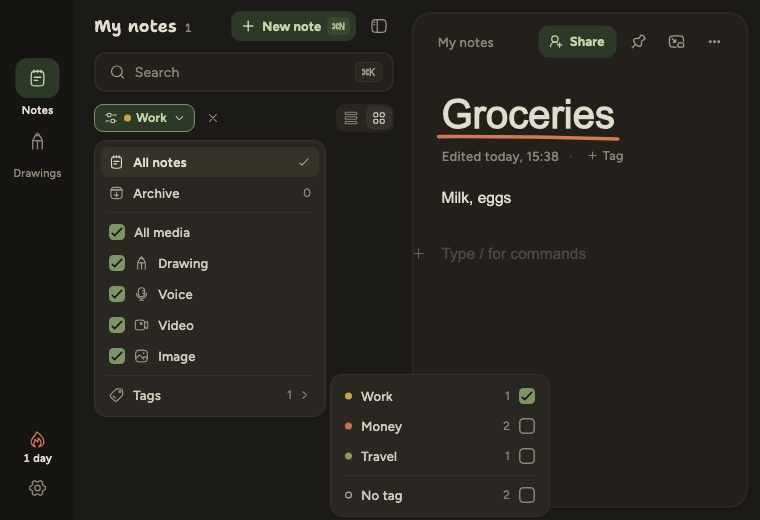 Notes
Drawings
1 day
My notes 1
New note ⌘N
Search ⌘K
Work
All notes
Archive 0
All media
Drawing
Voice
Video
Image
Tags 1
Work 1
Money 2
Travel 1
No tag 2
My notes
Share
Groceries
Edited today, 15:38 · + Tag
Milk, eggs
Type / for commands